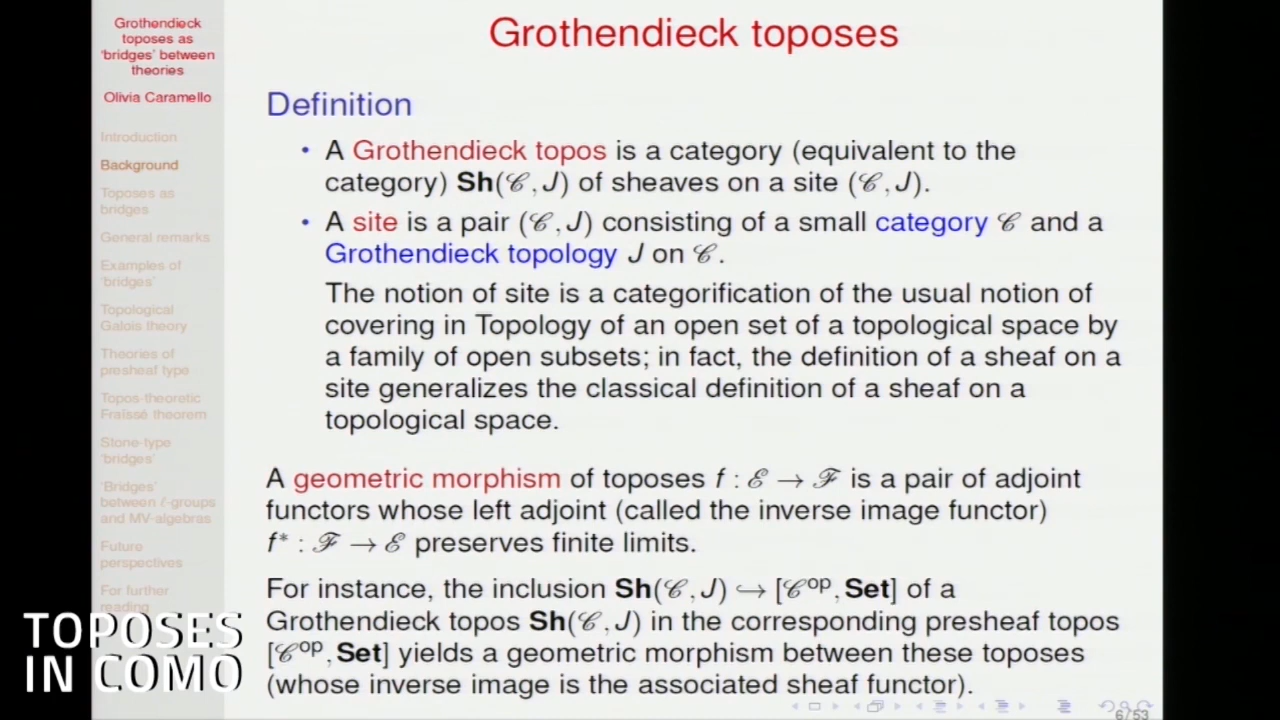 Grothendieck
toposes as
'bridges' between
theories
Olivia Caramello
Introduction
Background
Toposes as
bridges
General remarks
Examples of
'bridges'
Topological
Galois theory
Theories of
presheaf type
Topos-theoretic
Fraïssé theorem
Stone-type
'bridges'
'Bridges'
between ℓ-groups
and MV-algebras
Future
perspectives
For further
reading
Grothendieck toposes
Definition
• A Grothendieck topos is a category (equivalent to the
category) Sh(𝒞, J) of sheaves on a site (𝒞, J).
• A site is a pair (𝒞, J) consisting of a small category 𝒞 and a
Grothendieck topology J on 𝒞.
The notion of site is a categorification of the usual notion of
covering in Topology of an open set of a topological space by
a family of open subsets; in fact, the definition of a sheaf on a
site generalizes the classical definition of a sheaf on a
topological space.
A geometric morphism of toposes f : ℰ → ℱ is a pair of adjoint
functors whose left adjoint (called the inverse image functor)
f* : ℱ → ℰ preserves finite limits.
For instance, the inclusion Sh(𝒞, J) ↪ [𝒞ᵒᵖ, Set] of a
Grothendieck topos Sh(𝒞, J) in the corresponding presheaf topos
[𝒞ᵒᵖ, Set] yields a geometric morphism between these toposes
(whose inverse image is the associated sheaf functor).
6/53
TOPOSES
IN COMO